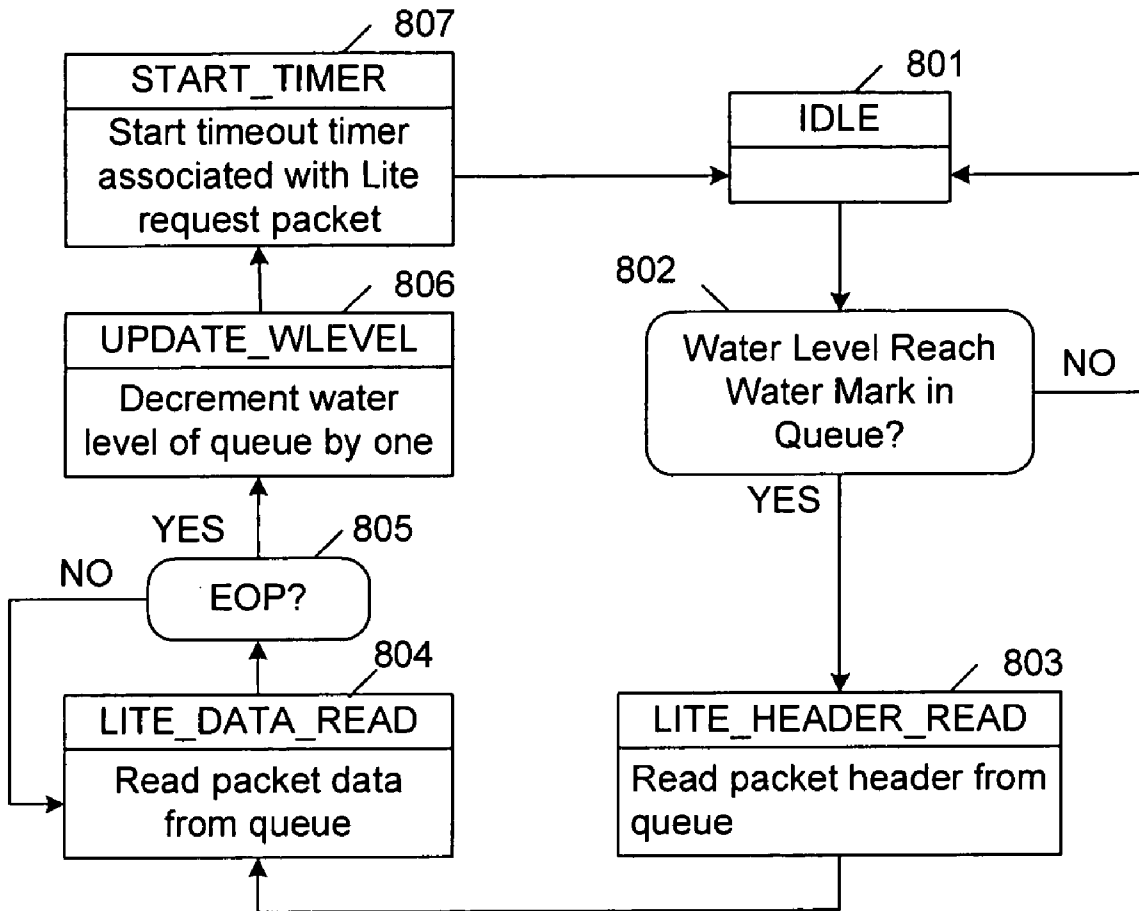 807
START_TIMER
Start timeout timer
associated with Lite
request packet
801
IDLE
802
Water Level Reach
Water Mark in
Queue?
NO
YES
806
UPDATE_WLEVEL
Decrement water
level of queue by one
YES
805
NO
EOP?
804
LITE_DATA_READ
Read packet data
from queue
803
LITE_HEADER_READ
Read packet header from
queue